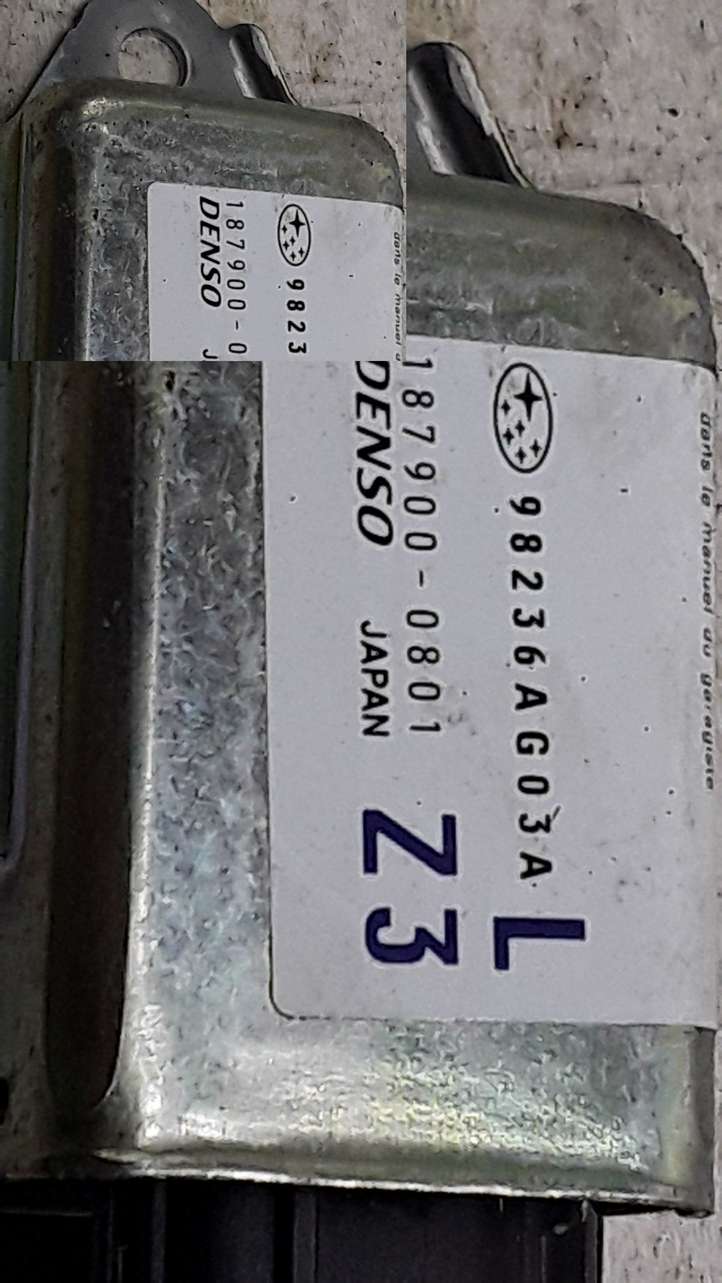 dans le manuel d
9823
187900-0
DENSO J
dans le manuel du garagiste
98236AG03A L
187900-0801
DENSO JAPAN
Z3